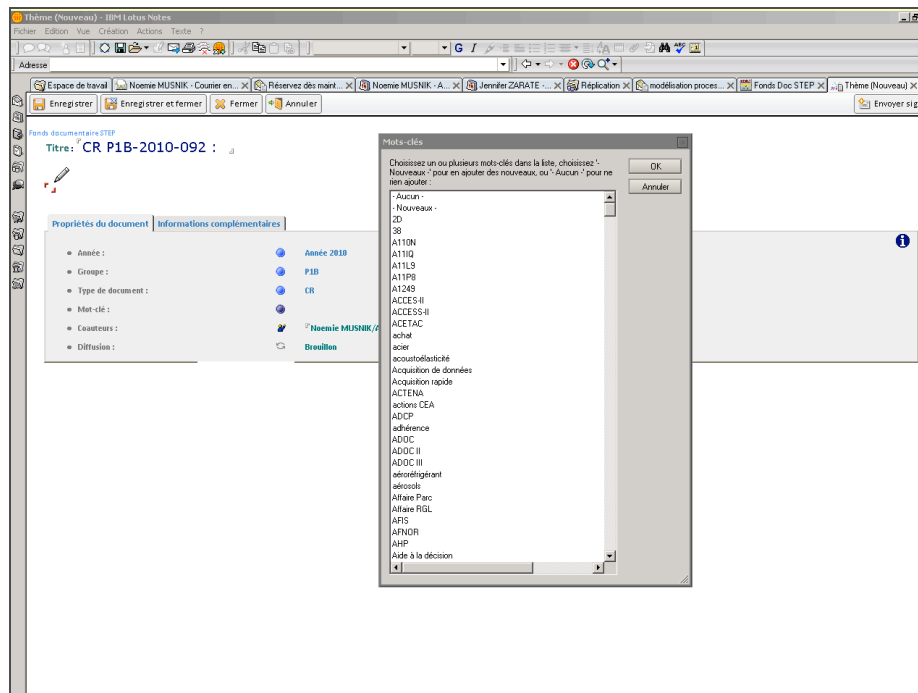 Thème (Nouveau) - IBM Lotus Notes
Fichier Edition Vue Création Actions Texte ?
G I
Adresse
Espace de travail Noemie MUSNIK - Courrier en... Réservez dès maint... Noemie MUSNIK - A... Jennifer ZARATE - ... Réplication modélisation proces... Fonds Doc STEP Thème (Nouveau)
Enregistrer Enregistrer et fermer Fermer Annuler Envoyer sig
Fonds documentaire STEP
Titre : CR P1B-2010-092 :
Propriétés du document Informations complémentaires
Année : Année 2010
Groupe : P1B
Type de document : CR
Mot-clé :
Coauteurs : Noemie MUSNIK/
Diffusion : Brouillon
Mots-clés
Choisissez un ou plusieurs mots-clés dans la liste, choisissez '-
Nouveaux -' pour en ajouter des nouveaux, ou '- Aucun -' pour ne
rien ajouter :
OK
Annuler
- Aucun -
- Nouveaux -
2D
38
A110N
A11IQ
A11L9
A11P8
A1249
ACCES-II
ACCESS-II
ACETAC
achat
acier
acoustoélasticité
Acquisition de données
Acquisition rapide
ACTENA
actions CEA
ADCP
adhérence
ADOC
ADOC II
ADOC III
aéroréfrigérant
aérosols
Affaire Parc
Affaire RGL
AFIS
AFNOR
AHP
Aide à la décision